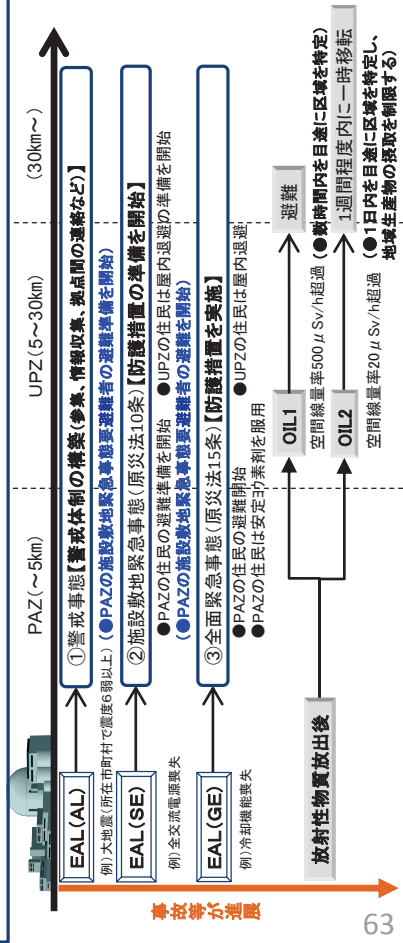 PAZ(～5km)
UPZ(5～30km)
(30km～)
EAL(AL)
①警戒事態【警戒体制の構築(参集、情報収集、拠点間の連絡など)】
例)大地震(所在市町村で震度6弱以上)
(●PAZの施設敷地緊急事態要避難者の避難準備を開始)
EAL(SE)
②施設敷地緊急事態(原災法10条)【防護措置の準備を開始】
例)全交流電源喪失
●PAZの住民の避難準備を開始
●UPZの住民は屋内退避の準備を開始
(●PAZの施設敷地緊急事態要避難者の避難を開始)
EAL(GE)
③全面緊急事態(原災法15条)【防護措置を実施】
例)冷却機能喪失
●PAZの住民の避難開始
●UPZの住民は屋内退避
●PAZの住民は安定ヨウ素剤を服用
放射性物質放出後
OIL1
避難
空間線量率500μSv/h超過
(●数時間内を目途に区域を特定)
OIL2
1週間程度内に一時移転
空間線量率20μSv/h超過
(●1日内を目途に区域を特定し、
地域生産物の摂取を制限する)
事故等が進展
63